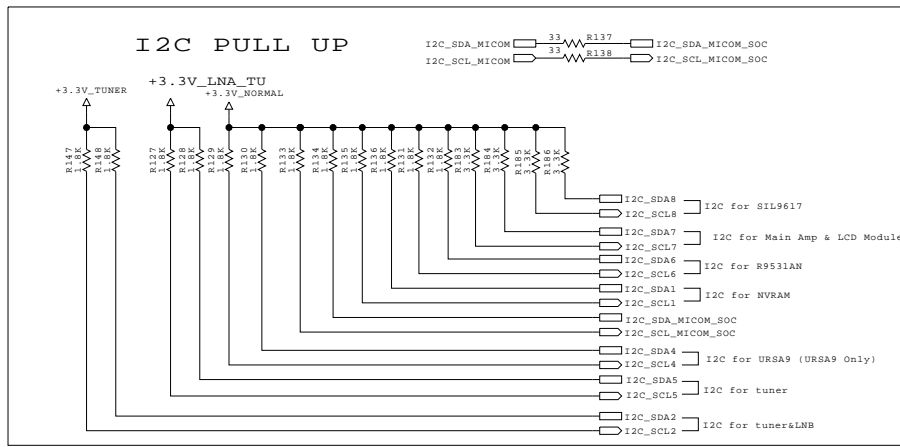 I2C PULL UP
33 R137
I2C_SDA_MICOM I2C_SDA_MICOM_SOC
33 R138
I2C_SCL_MICOM I2C_SCL_MICOM_SOC
+3.3V_TUNER
+3.3V_LNA_TU
+3.3V_NORMAL
R147 1.8K
R148 1.8K
R127 1.8K
R128 1.8K
R129 1.8K
R130 1.8K
R133 1.8K
R134 1.8K
R135 1.8K
R136 1.8K
R131 1.8K
R132 1.8K
R183 3.3K
R184 3.3K
R185 3.3K
R186 3.3K
I2C_SDA8
I2C for SIL9617
I2C_SCL8
I2C_SDA7
I2C for Main Amp & LCD Module
I2C_SCL7
I2C_SDA6
I2C for R9531AN
I2C_SCL6
I2C_SDA1
I2C for NVRAM
I2C_SCL1
I2C_SDA_MICOM_SOC
I2C_SCL_MICOM_SOC
I2C_SDA4
I2C for URSA9 (URSA9 Only)
I2C_SCL4
I2C_SDA5
I2C for tuner
I2C_SCL5
I2C_SDA2
I2C for tuner&LNB
I2C_SCL2